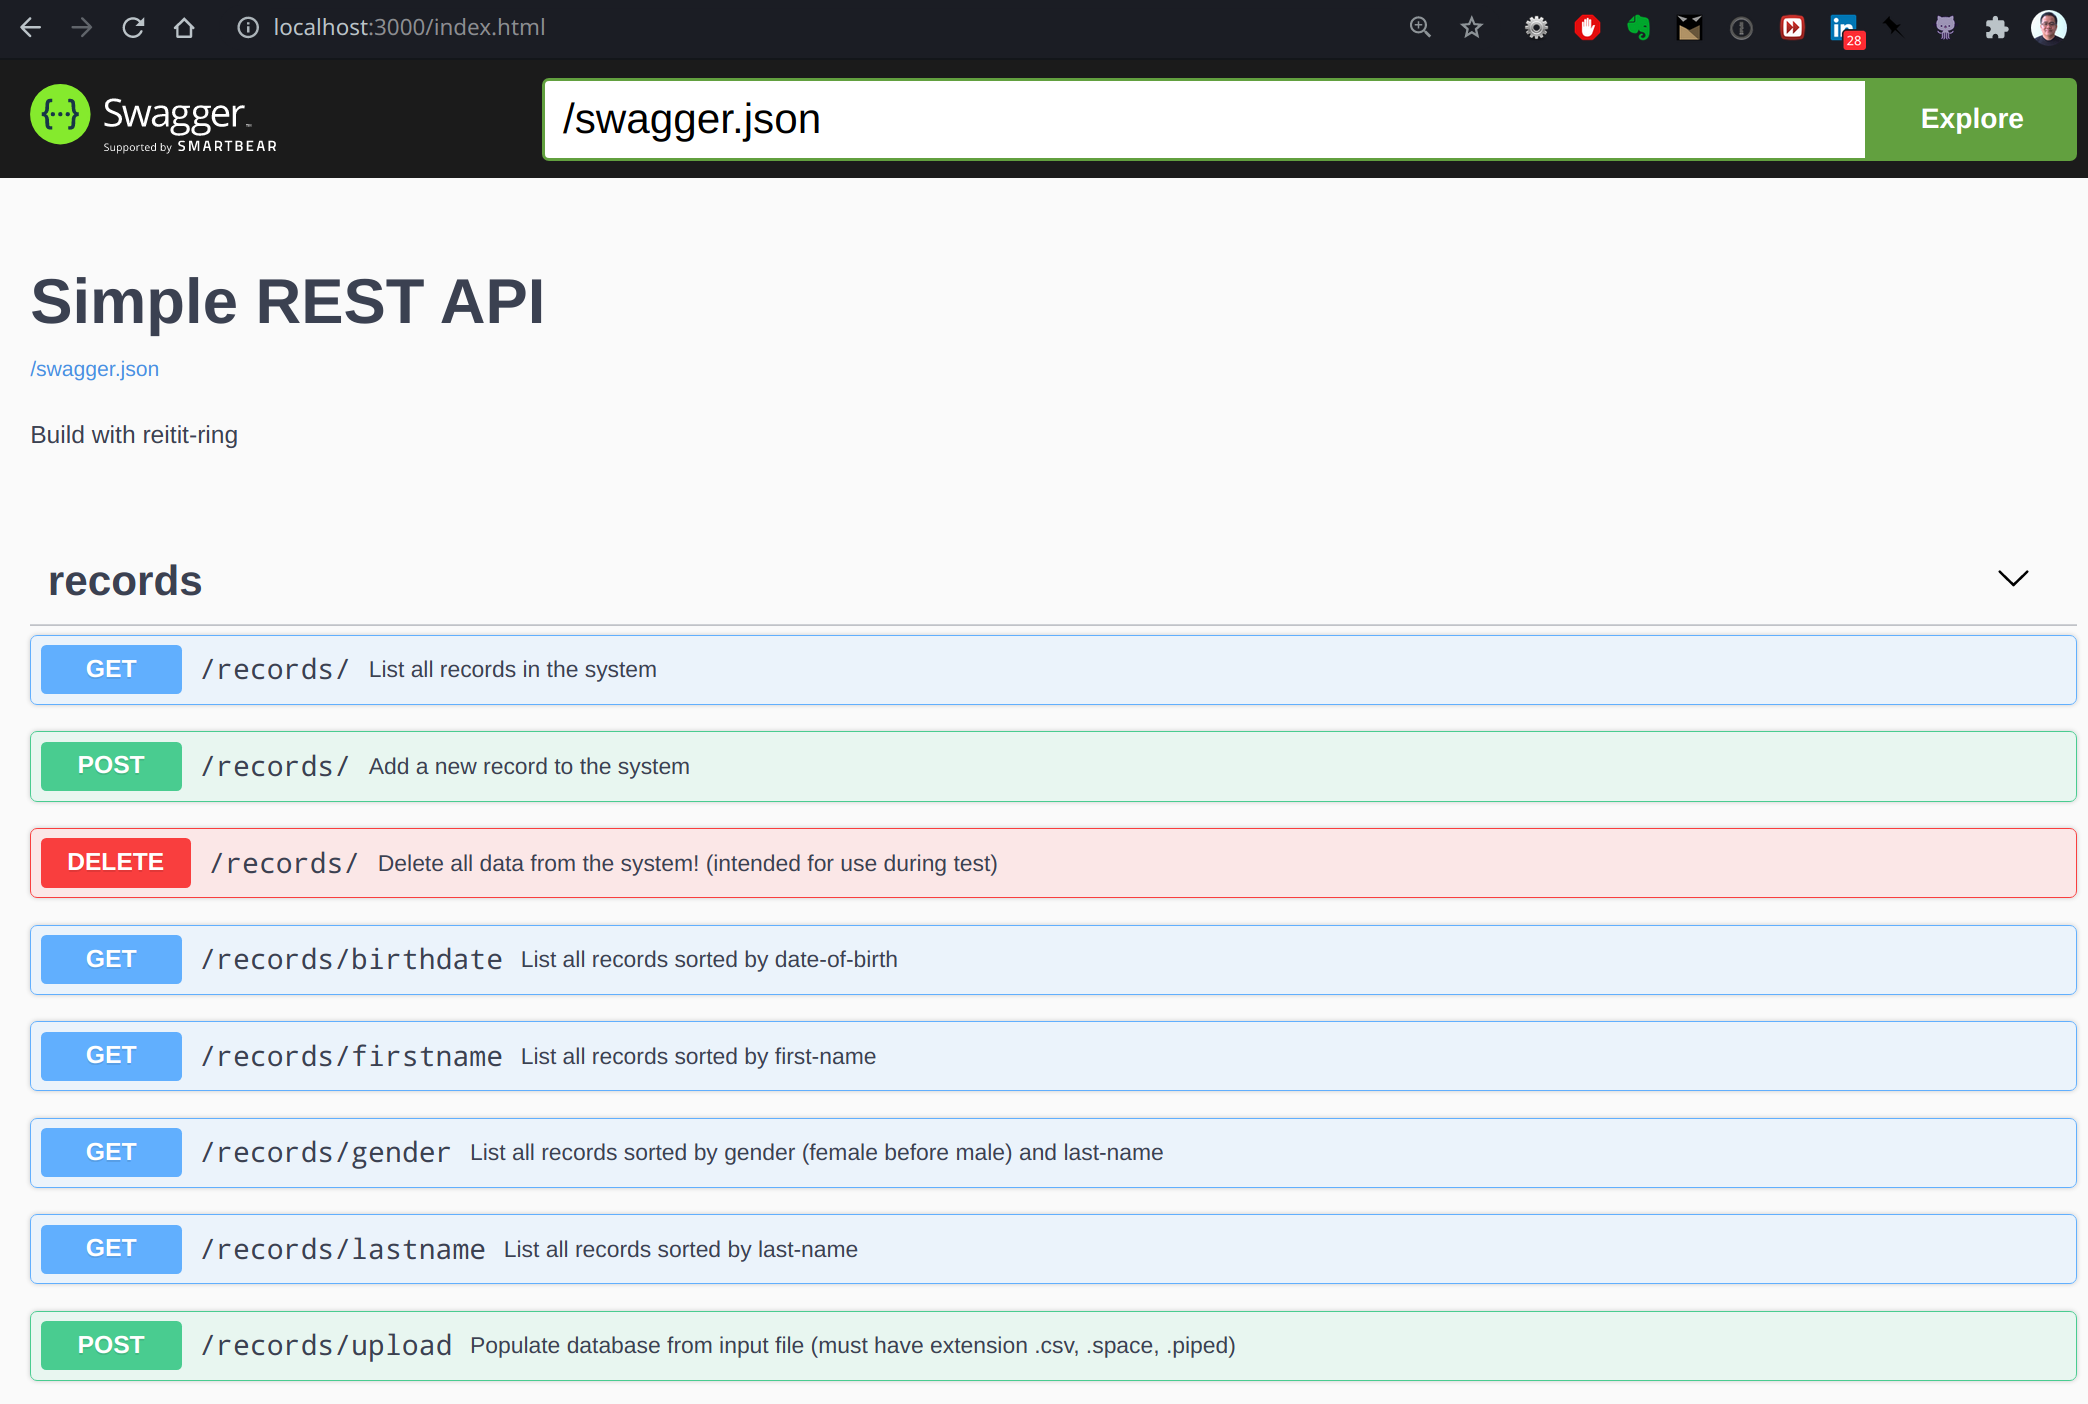 localhost:3000/index.html
28
Swagger
Supported by SMARTBEAR
/swagger.json
Explore
Simple REST API
/swagger.json
Build with reitit-ring
records
GET /records/ List all records in the system
POST /records/ Add a new record to the system
DELETE /records/ Delete all data from the system! (intended for use during test)
GET /records/birthdate List all records sorted by date-of-birth
GET /records/firstname List all records sorted by first-name
GET /records/gender List all records sorted by gender (female before male) and last-name
GET /records/lastname List all records sorted by last-name
POST /records/upload Populate database from input file (must have extension .csv, .space, .piped)